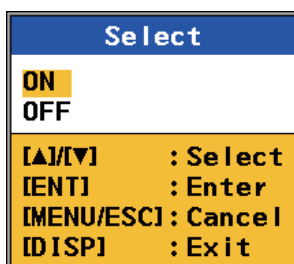 Select
ON
OFF
[▲]/[▼] :Select
[ENT] :Enter
[MENU/ESC]:Cancel
[DISP] :Exit